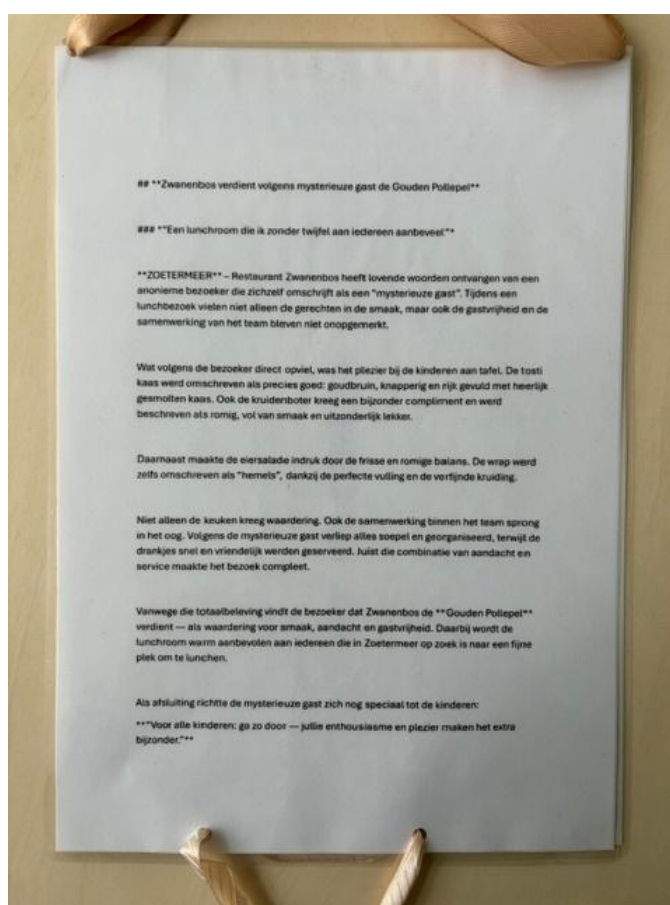 ## **Zwanenbos verdient volgens mysterieuze gast de Gouden Pollepel**
### **"Een lunchroom die ik zonder twijfel aan iedereen aanbeveel"**
**ZOETERMEER** – Restaurant Zwanenbos heeft lovende woorden ontvangen van een
anonieme bezoeker die zichzelf omschrijft als een "mysterieuze gast". Tijdens een
lunchbezoek vielen niet alleen de gerechten in de smaak, maar ook de gastvrijheid en de
samenwerking van het team bleven niet onopgemerkt.
Wat volgens de bezoeker direct opviel, was het plezier bij de kinderen aan tafel. De tosti
kaas werd omschreven als precies goed: goudbruin, knapperig en rijk gevuld met heerlijk
gesmolten kaas. Ook de kruidenboter kreeg een bijzonder compliment en werd
beschreven als romig, vol van smaak en uitzonderlijk lekker.
Daarnaast maakte de eiersalade indruk door de frisse en romige balans. De wrap werd
zelfs omschreven als "hemels", dankzij de perfecte vulling en de verfijnde kruiding.
Niet alleen de keuken kreeg waardering. Ook de samenwerking binnen het team sprong
in het oog. Volgens de mysterieuze gast verliep alles soepel en georganiseerd, terwijl de
drankjes snel en vriendelijk werden geserveerd. Juist die combinatie van aandacht en
service maakte het bezoek compleet.
Vanwege die totaalbeleving vindt de bezoeker dat Zwanenbos de **Gouden Pollepel**
verdient — als waardering voor smaak, aandacht en gastvrijheid. Daarbij wordt de
lunchroom warm aanbevolen aan iedereen die in Zoetermeer op zoek is naar een fijne
plek om te lunchen.
Als afsluiting richtte de mysterieuze gast zich nog speciaal tot de kinderen:
**"Voor alle kinderen: ga zo door — jullie enthousiasme en plezier maken het extra
bijzonder."**